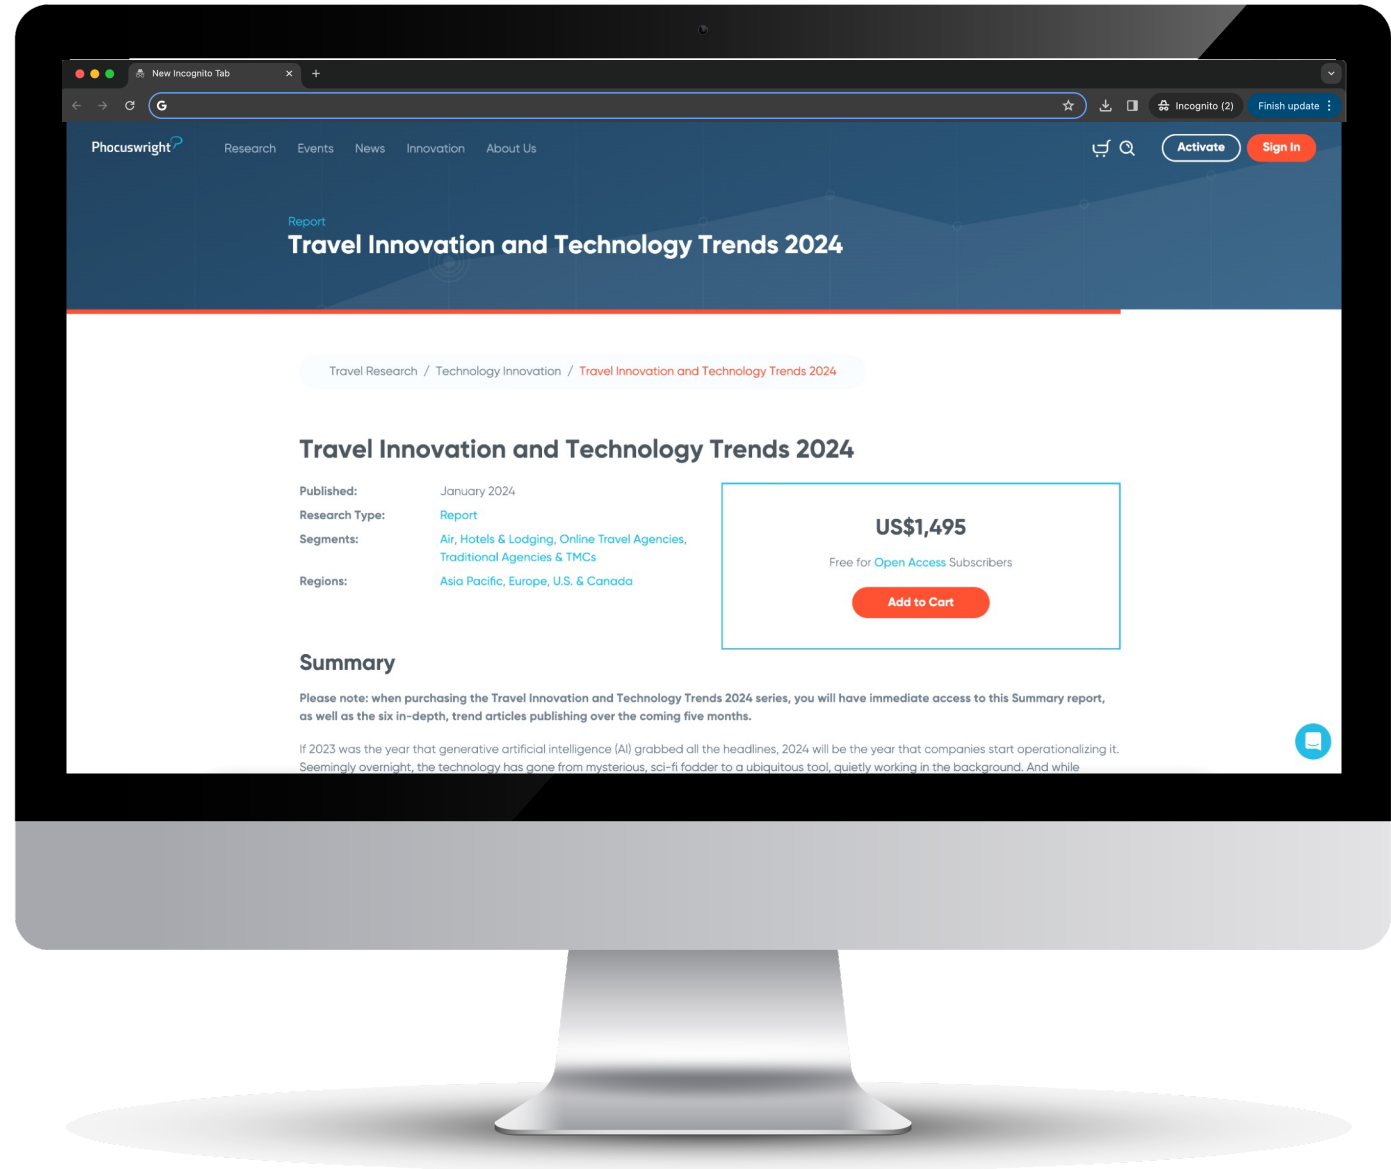 New Incognito Tab
G
Incognito (2)
Finish update
Phocuswright
Research Events News Innovation About Us
Activate
Sign In
Report
Travel Innovation and Technology Trends 2024
Travel Research / Technology Innovation / Travel Innovation and Technology Trends 2024
Travel Innovation and Technology Trends 2024
Published: January 2024
Research Type: Report
Segments: Air, Hotels & Lodging, Online Travel Agencies,
Traditional Agencies & TMCs
Regions: Asia Pacific, Europe, U.S. & Canada
US$1,495
Free for Open Access Subscribers
Add to Cart
Summary
Please note: when purchasing the Travel Innovation and Technology Trends 2024 series, you will have immediate access to this Summary report,
as well as the six in-depth, trend articles publishing over the coming five months.
If 2023 was the year that generative artificial intelligence (AI) grabbed all the headlines, 2024 will be the year that companies start operationalizing it.
Seemingly overnight, the technology has gone from mysterious, sci-fi fodder to a ubiquitous tool, quietly working in the background. And while